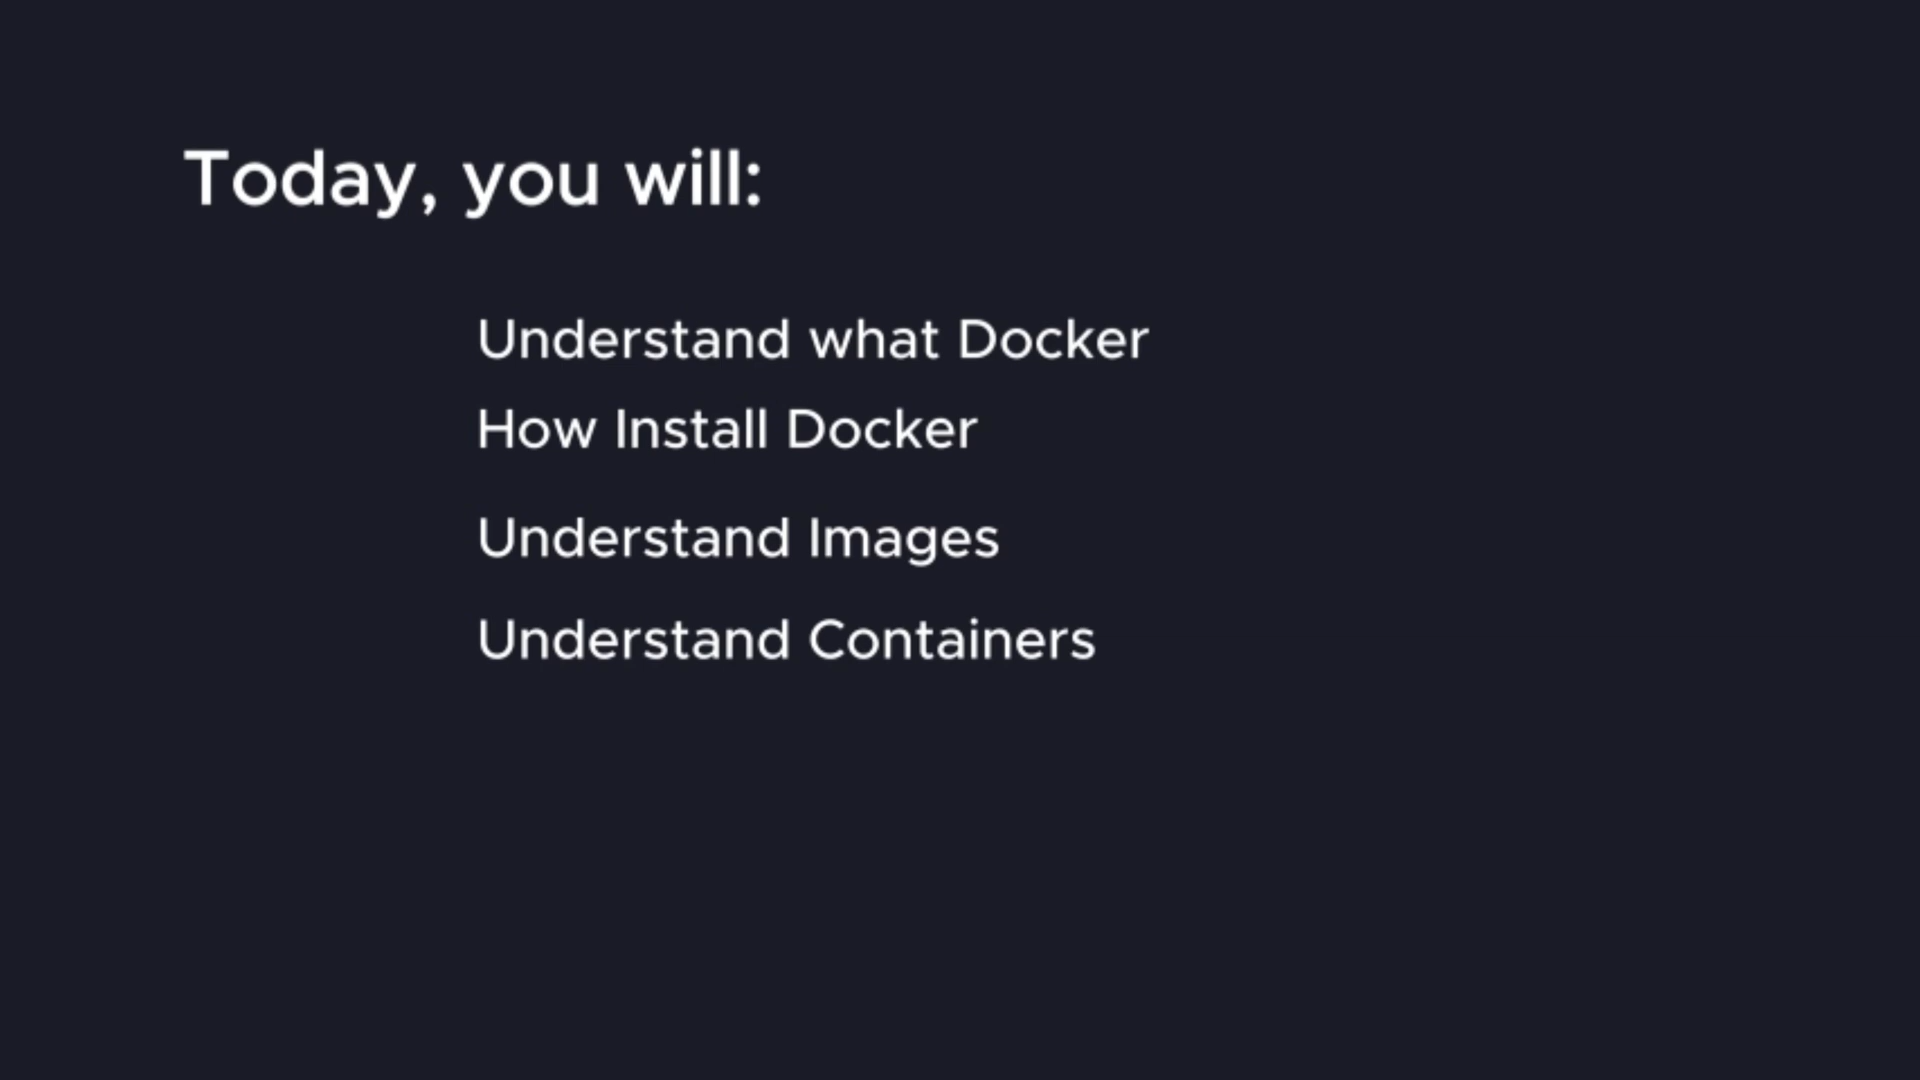 Today, you will:
Understand what Docker
How Install Docker
Understand Images
Understand Containers